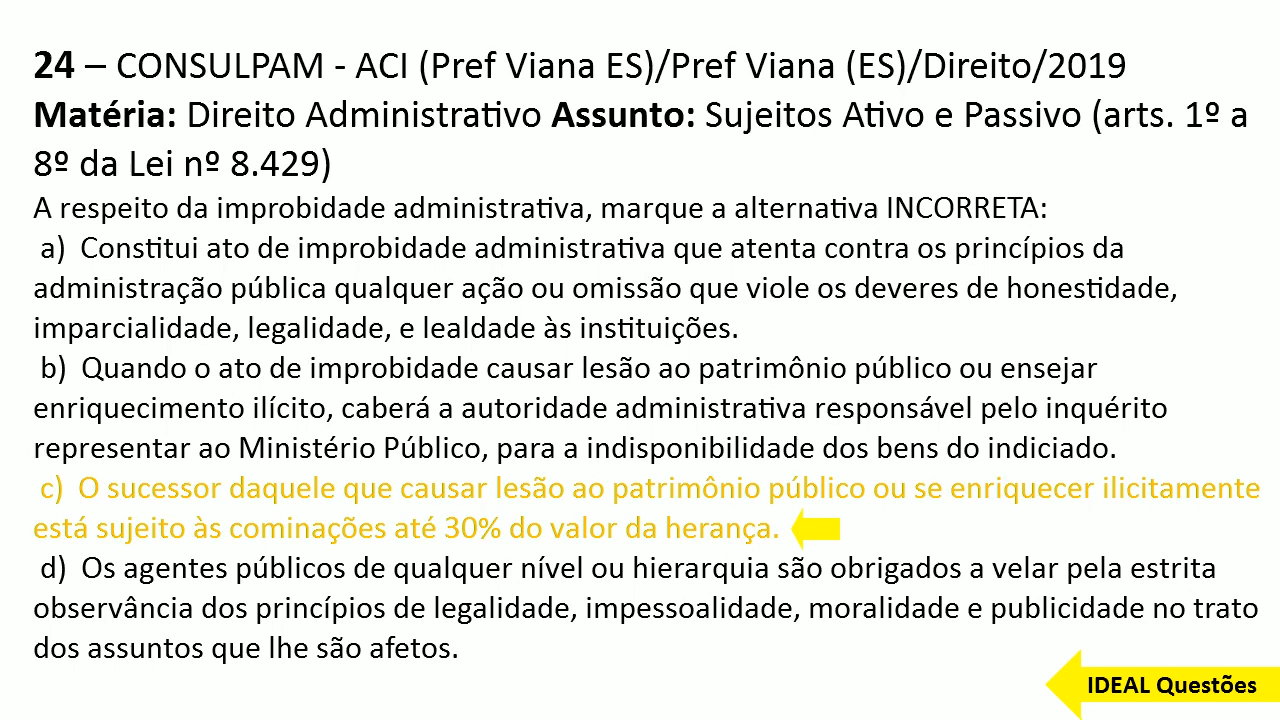 24 – CONSULPAM - ACI (Pref Viana ES)/Pref Viana (ES)/Direito/2019
Matéria: Direito Administrativo Assunto: Sujeitos Ativo e Passivo (arts. 1º a
8º da Lei nº 8.429)
A respeito da improbidade administrativa, marque a alternativa INCORRETA:
a) Constitui ato de improbidade administrativa que atenta contra os princípios da
administração pública qualquer ação ou omissão que viole os deveres de honestidade,
imparcialidade, legalidade, e lealdade às instituições.
b) Quando o ato de improbidade causar lesão ao patrimônio público ou ensejar
enriquecimento ilícito, caberá a autoridade administrativa responsável pelo inquérito
representar ao Ministério Público, para a indisponibilidade dos bens do indiciado.
c) O sucessor daquele que causar lesão ao patrimônio público ou se enriquecer ilicitamente
está sujeito às cominações até 30% do valor da herança.
d) Os agentes públicos de qualquer nível ou hierarquia são obrigados a velar pela estrita
observância dos princípios de legalidade, impessoalidade, moralidade e publicidade no trato
dos assuntos que lhe são afetos.
IDEAL Questões